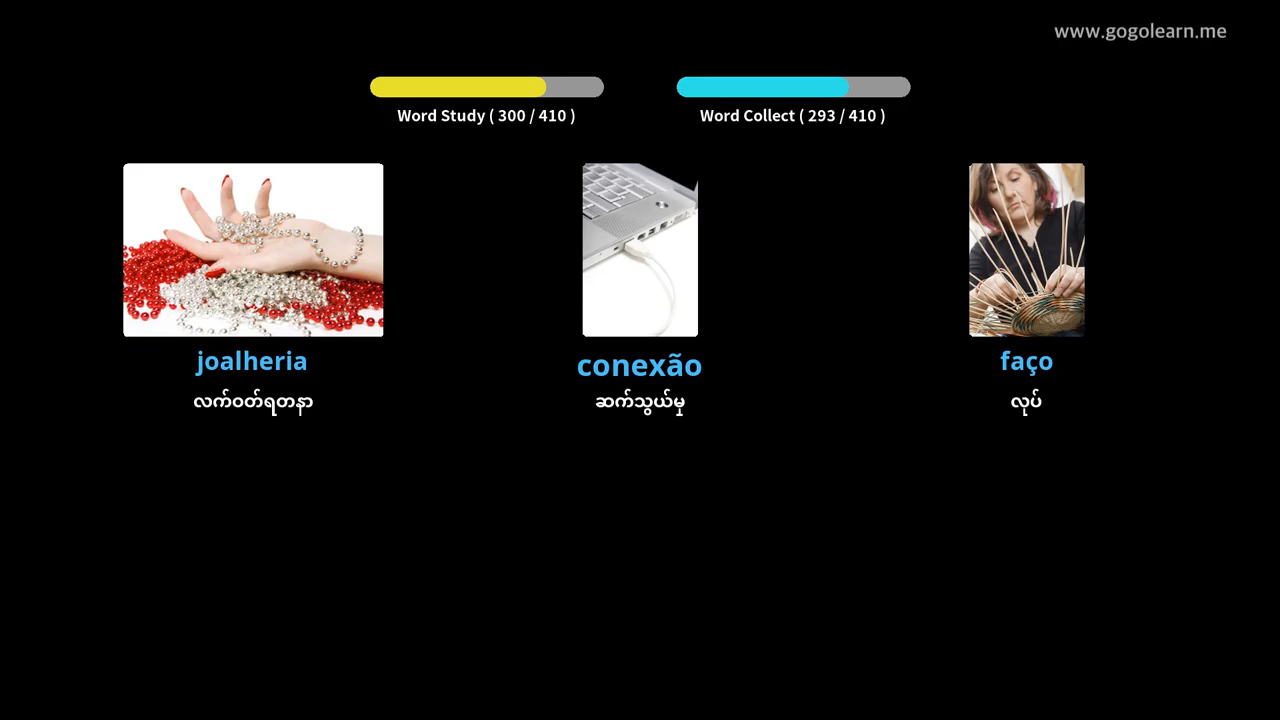 www.gogolearn.me
Word Study ( 300 / 410 )
Word Collect ( 293 / 410 )
joalheria
conexão
faço
လက်ဝတ်ရတနာ
ဆက်သွယ်မှု
လုပ်